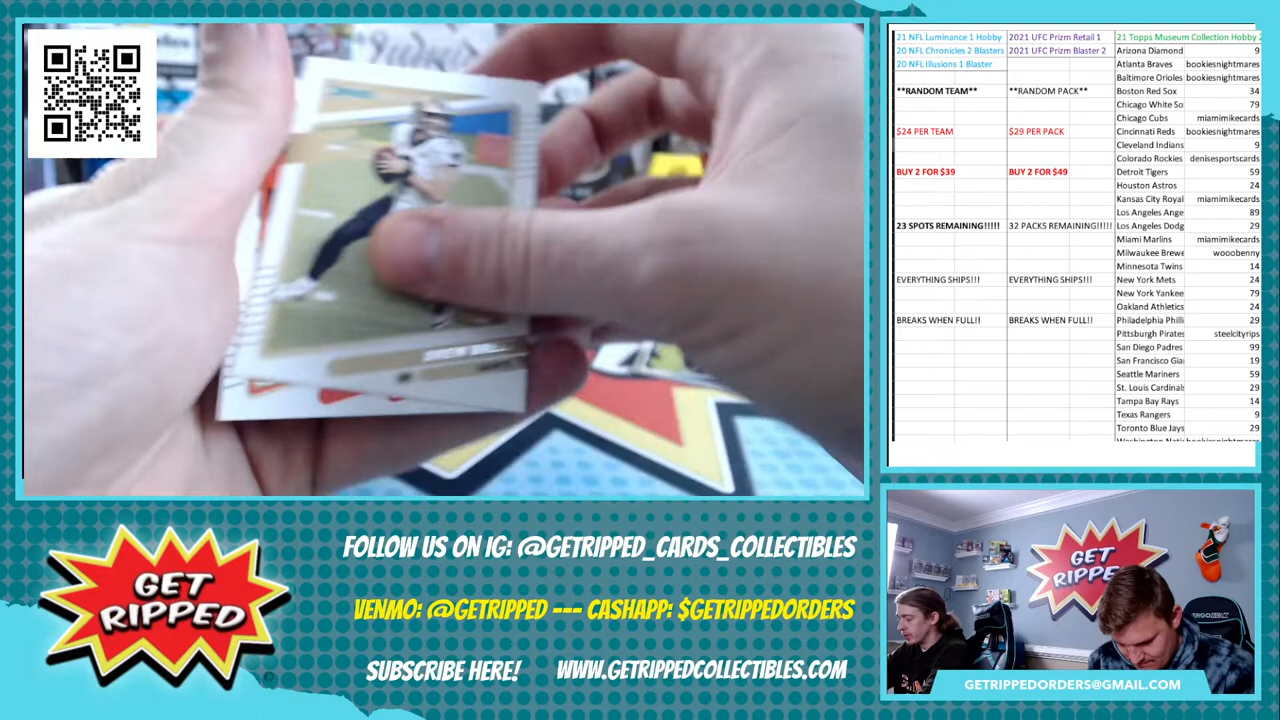 21 NFL Luminance 1 Hobby
20 NFL Chronicles 2 Blasters
20 NFL Illusions 1 Blaster
**RANDOM TEAM**
$24 PER TEAM
BUY 2 FOR $39
23 SPOTS REMAINING!!!!!
EVERYTHING SHIPS!!!
BREAKS WHEN FULL!!
2021 UFC Prizm Retail 1
2021 UFC Prizm Blaster 2
**RANDOM PACK**
$29 PER PACK
BUY 2 FOR $49
32 PACKS REMAINING!!!!!
EVERYTHING SHIPS!!!
BREAKS WHEN FULL!!
21 Topps Museum Collection Hobby 2
Arizona Diamond 9
Atlanta Braves bookiesnightmares
Baltimore Orioles bookiesnightmares
Boston Red Sox 34
Chicago White So 79
Chicago Cubs miamimikecards
Cincinnati Reds bookiesnightmares
Cleveland Indians 9
Colorado Rockies denisesportscards
Detroit Tigers 59
Houston Astros 24
Kansas City Royal miamimikecards
Los Angeles Ange 89
Los Angeles Dodg 29
Miami Marlins miamimikecards
Milwaukee Brewe wooobenny
Minnesota Twins 14
New York Mets 24
New York Yankee 79
Oakland Athletics 24
Philadelphia Philli 29
Pittsburgh Pirates steelcityrips
San Diego Padres 99
San Francisco Gia 19
Seattle Mariners 59
St. Louis Cardinals 29
Tampa Bay Rays 14
Texas Rangers 9
Toronto Blue Jays 29
Washington Nati bookiesnightmares
GET
RIPPED
FOLLOW US ON IG: @GETRIPPED_CARDS_COLLECTIBLES
VENMO: @GETRIPPED --- CASHAPP: $GETRIPPEDORDERS
SUBSCRIBE HERE! WWW.GETRIPPEDCOLLECTIBLES.COM
GET
RIPPE
GETRIPPEDORDERS@GMAIL.COM